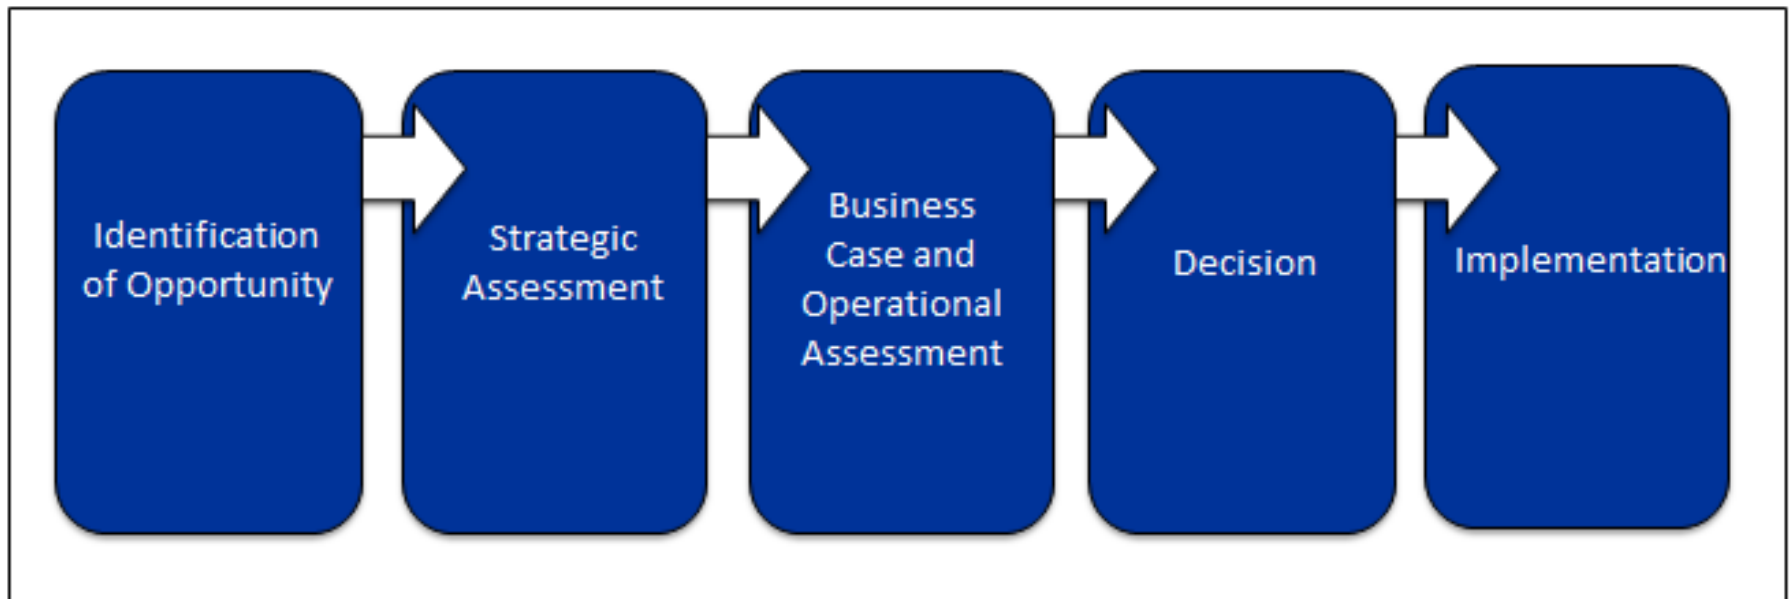 Identification
of Opportunity
Strategic
Assessment
Business
Case and
Operational
Assessment
Decision
Implementation